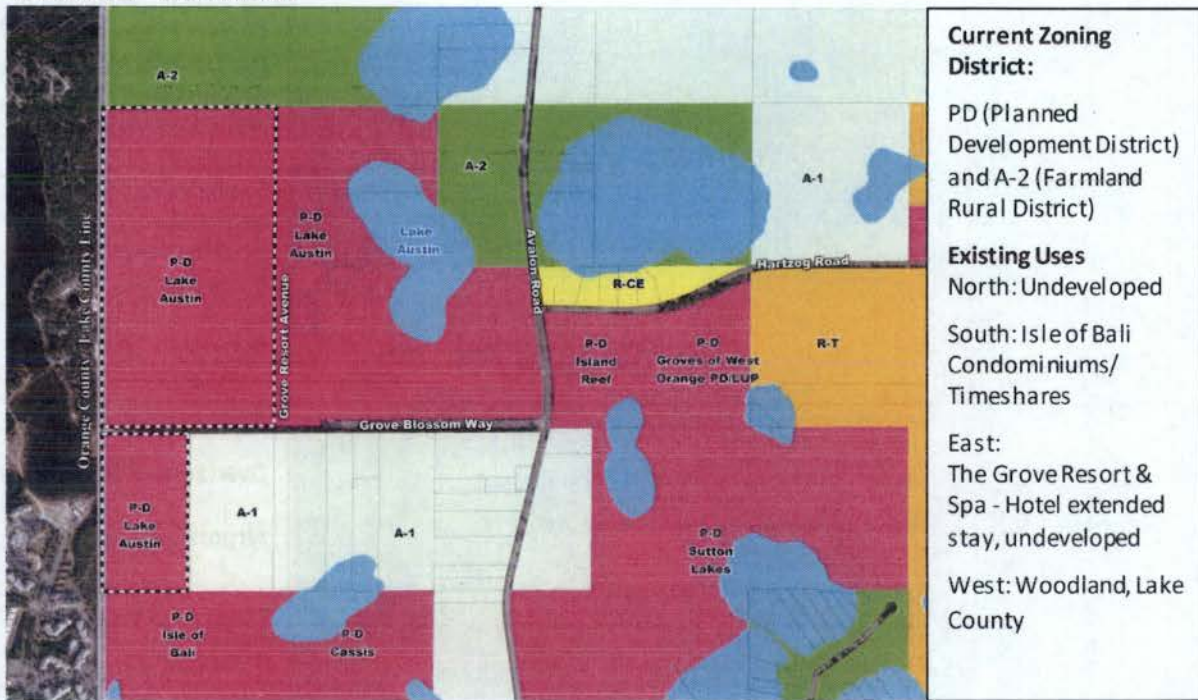 A-2
P-D
Lake
Austin
Orange County / Lake County Line
Grove Resort Avenue
P-D
Lake
Austin
Lake
Austin
A-2
Avalon Road
A-1
Hartzog Road
R-CE
P-D
Island
Reef
P-D
Groves of West
Orange PD/LUP
R-T
Grove Blossom Way
P-D
Lake
Austin
A-1
A-1
P-D
Sutton
Lakes
P-D
Isle of
Bali
P-D
Cassis
Current Zoning
District:
PD (Planned
Development District)
and A-2 (Farmland
Rural District)
Existing Uses
North: Undeveloped
South: Isle of Bali
Condominiums/
Timeshares
East:
The Grove Resort &
Spa - Hotel extended
stay, undeveloped
West: Woodland, Lake
County